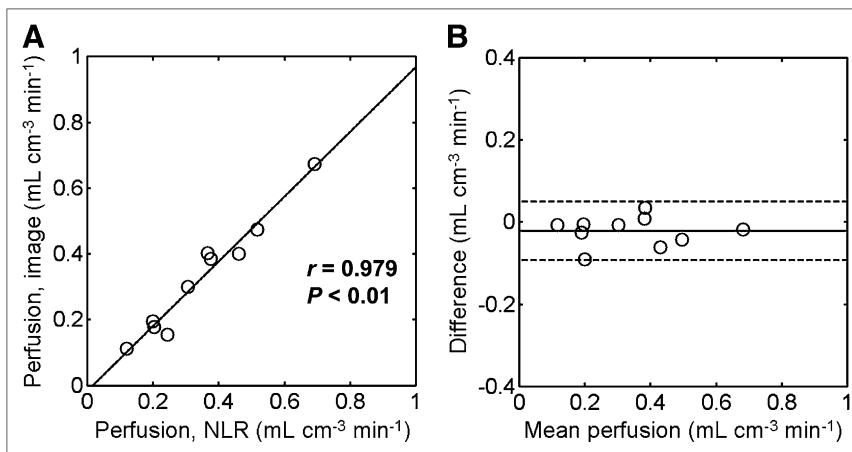 A
Perfusion, image (mL cm-3 min-1)
1
0.8
0.6
0.4
0.2
0
r = 0.979
P < 0.01
0 0.2 0.4 0.6 0.8 1
Perfusion, NLR (mL cm-3 min-1)
B
Difference (mL cm-3 min-1)
0.4
0.2
0
-0.2
-0.4
0 0.2 0.4 0.6 0.8 1
Mean perfusion (mL cm-3 min-1)